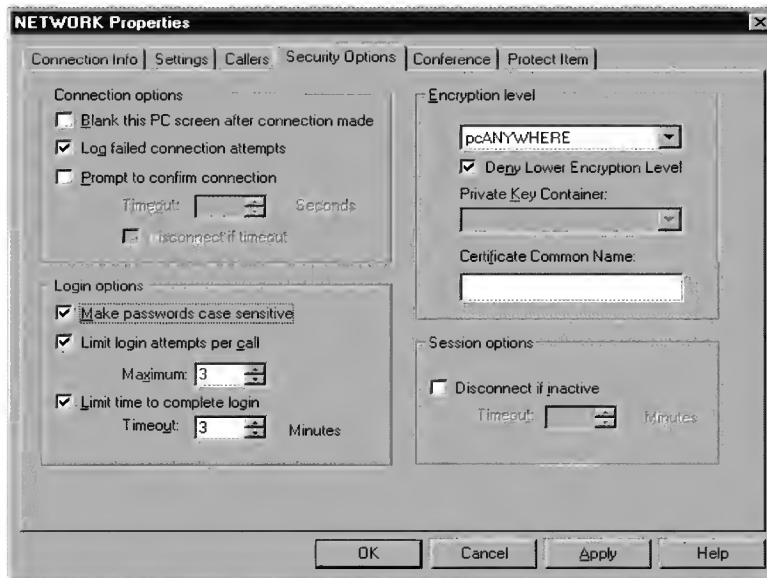 NETWORK Properties
Connection Info Settings Callers Security Options Conference Protect Item
Connection options
Blank this PC screen after connection made
Log failed connection attempts
Prompt to confirm connection
Timeout: Seconds
Disconnect if timeout
Login options
Make passwords case sensitive
Limit login attempts per call
Maximum: 3
Limit time to complete login
Timeout: 3 Minutes
Encryption level
pcANYWHERE
Deny Lower Encryption Level
Private Key Container:
Certificate Common Name:
Session options
Disconnect if inactive
Timeout: Minutes
OK Cancel Apply Help